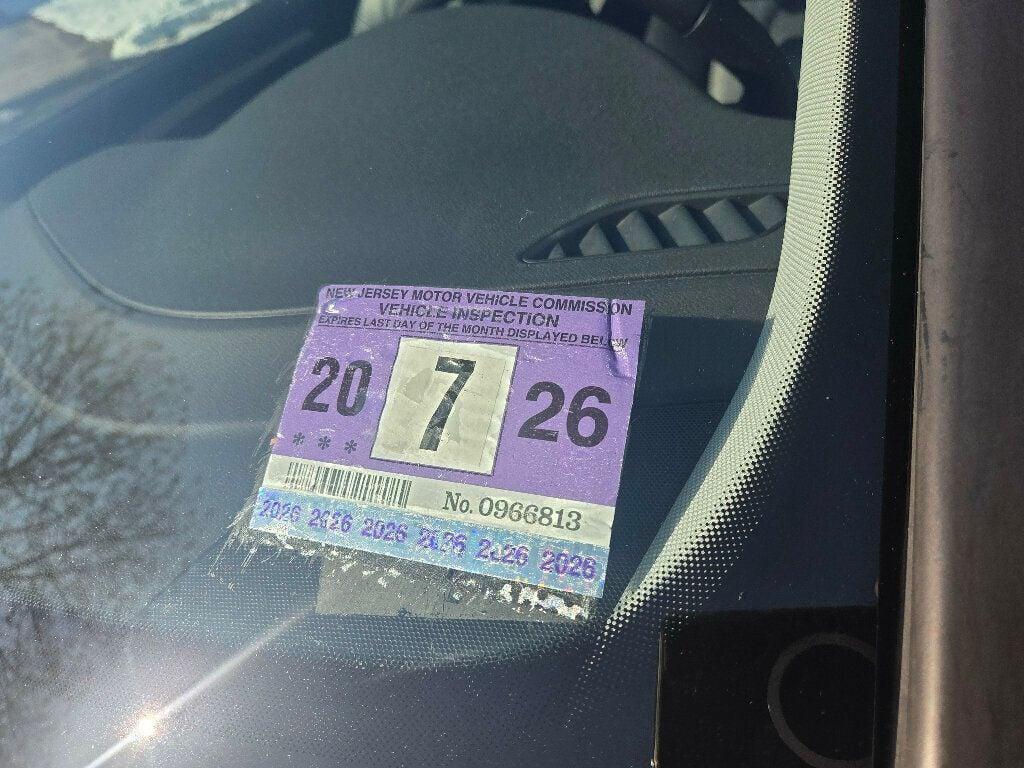 NEW JERSEY MOTOR VEHICLE COMMISSION
VEHICLE INSPECTION
EXPIRES LAST DAY OF THE MONTH DISPLAYED BELOW
20 7 26
***
No. 0966813
2026 2026 2026 2026 2026 2026